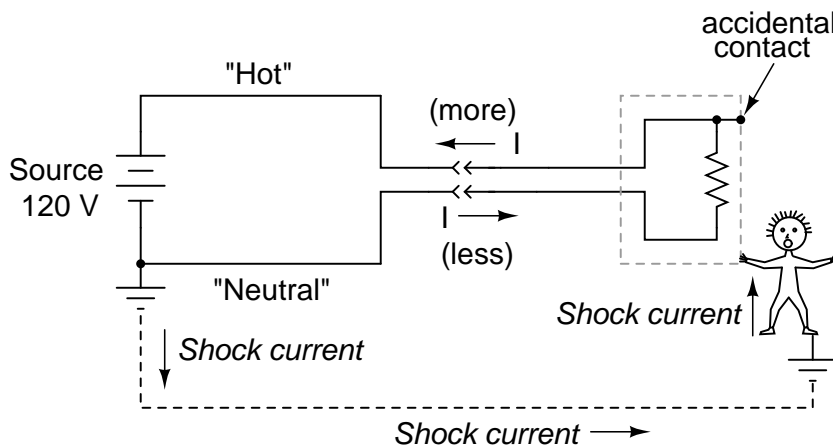 accidental
contact
"Hot"
(more)
I
Source
120 V
I
(less)
"Neutral"
Shock current
Shock current
Shock current